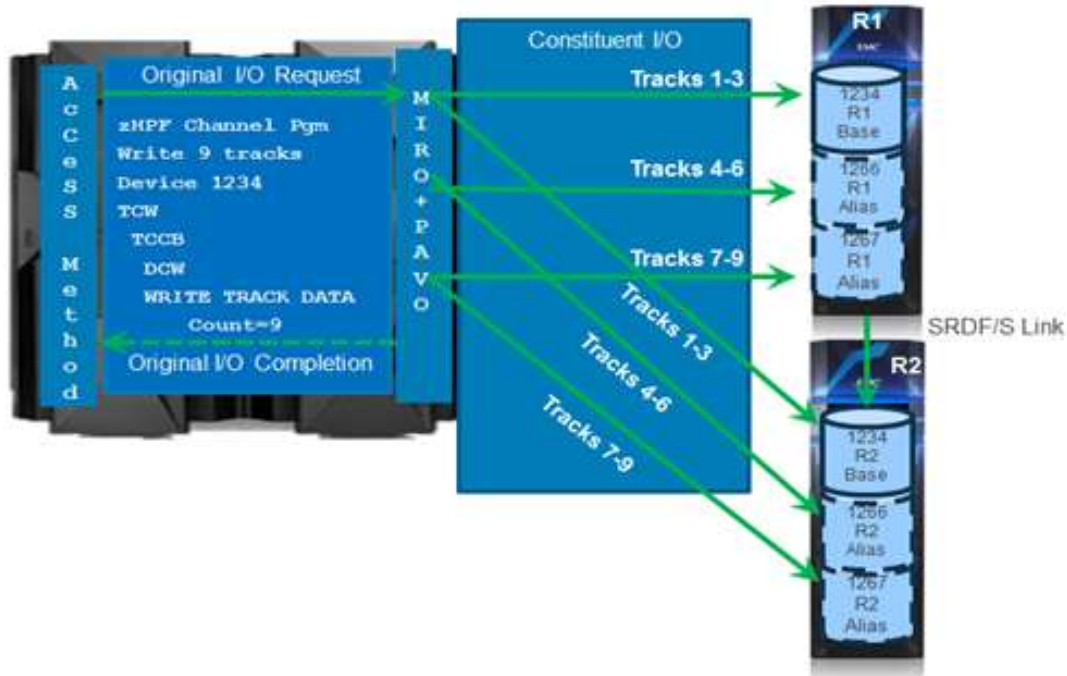 AcCeSS Method
Original I/O Request
zHPF Channel Pgm
Write 9 tracks
Device 1234
TCW
TCCB
DCW
WRITE TRACK DATA
Count=9
Original I/O Completion
MIRO+PAVO
Constituent I/O
Tracks 1-3
Tracks 4-6
Tracks 7-9
Tracks 1-3
Tracks 4-6
Tracks 7-9
R1
EMC
1234
R1
Base
1266
R1
Alias
1267
R1
Alias
SRDF/S Link
R2
1234
R2
Base
1266
R2
Alias
1267
R2
Alias